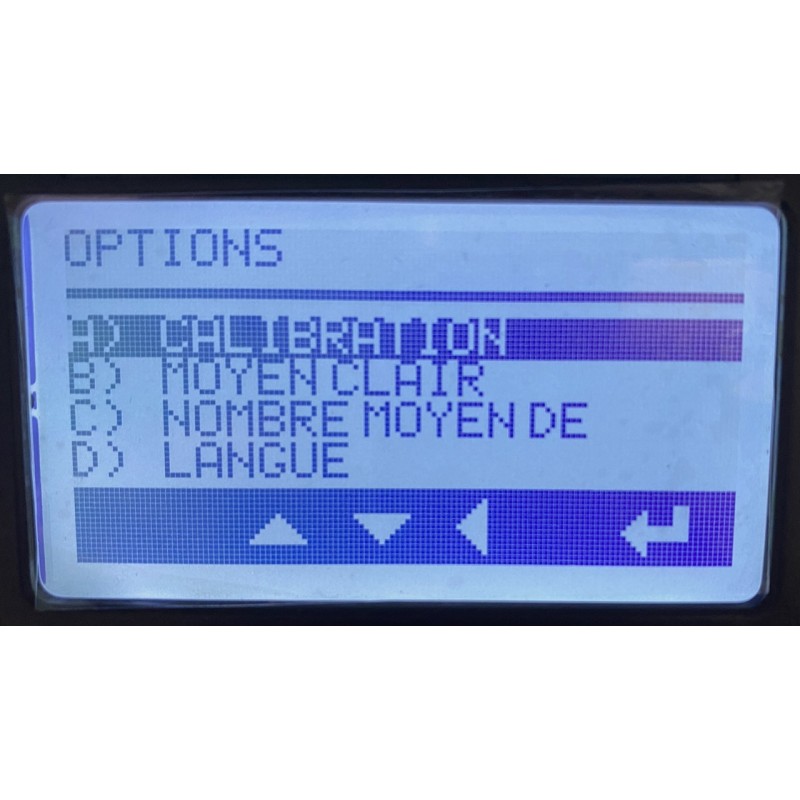 OPTIONS
A) CALIBRATION
B) MOYEN CLAIR
C) NOMBRE MOYEN DE
D) LANGUE